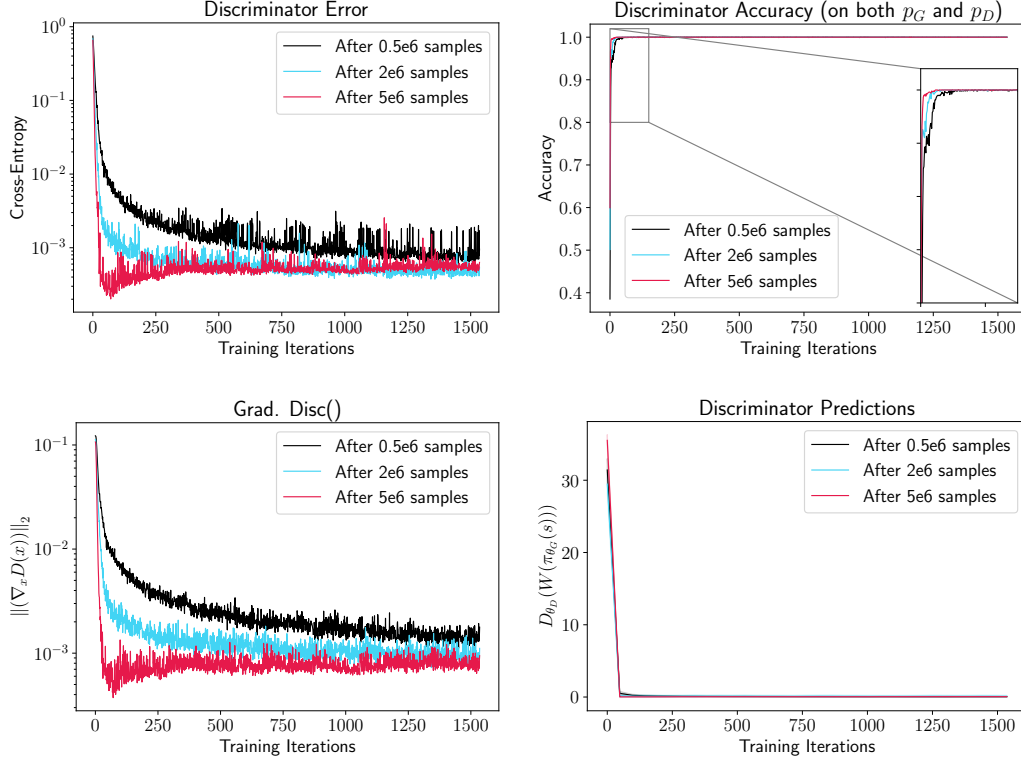 Discriminator Error
Cross-Entropy
10^0
10^{-1}
10^{-2}
10^{-3}
After 0.5e6 samples
After 2e6 samples
After 5e6 samples
0 250 500 750 1000 1250 1500
Training Iterations
Discriminator Accuracy (on both p_G and p_D)
Accuracy
1.0
0.9
0.8
0.7
0.6
0.5
0.4
After 0.5e6 samples
After 2e6 samples
After 5e6 samples
0 250 500 750 1000 1250 1500
Training Iterations
Grad. Disc()
||(∇_x D(x))||_2
10^{-1}
10^{-2}
10^{-3}
After 0.5e6 samples
After 2e6 samples
After 5e6 samples
0 250 500 750 1000 1250 1500
Training Iterations
Discriminator Predictions
D_{θ_D}(W(π_{θ_G}(s)))
30
20
10
0
After 0.5e6 samples
After 2e6 samples
After 5e6 samples
0 250 500 750 1000 1250 1500
Training Iterations